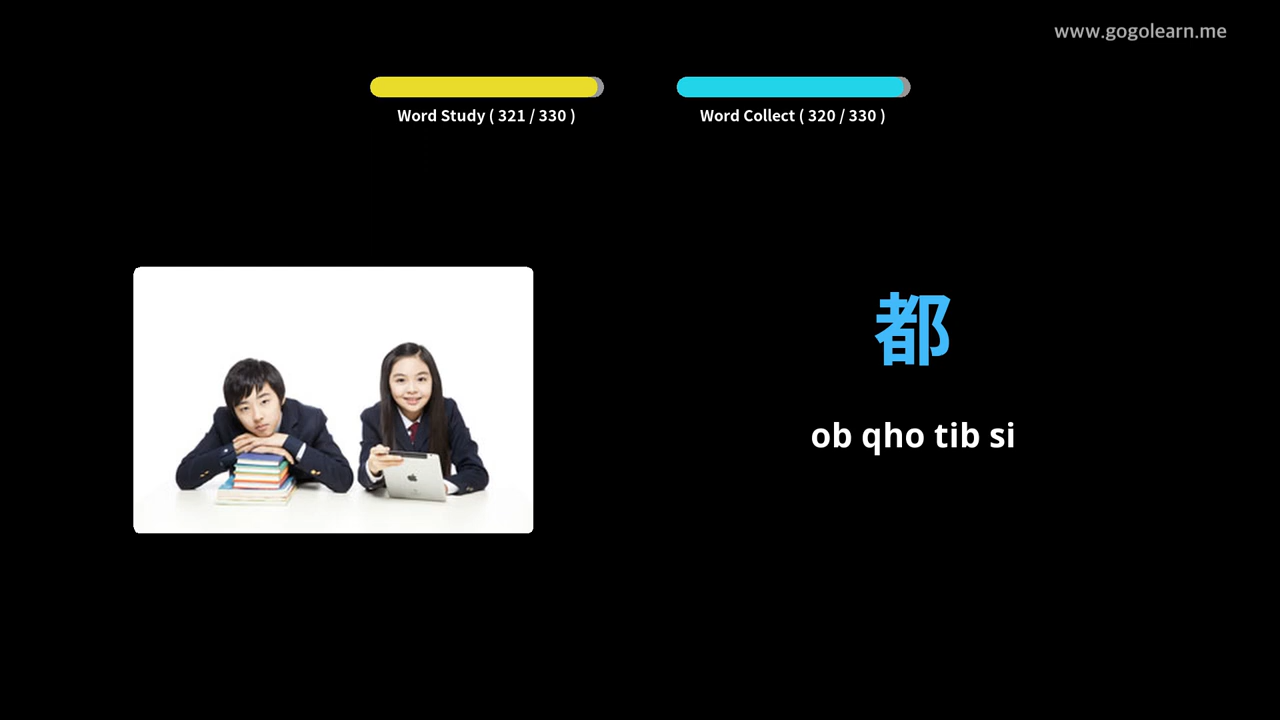 www.gogolearn.me
Word Study ( 321 / 330 )
Word Collect ( 320 / 330 )
都
ob qho tib si